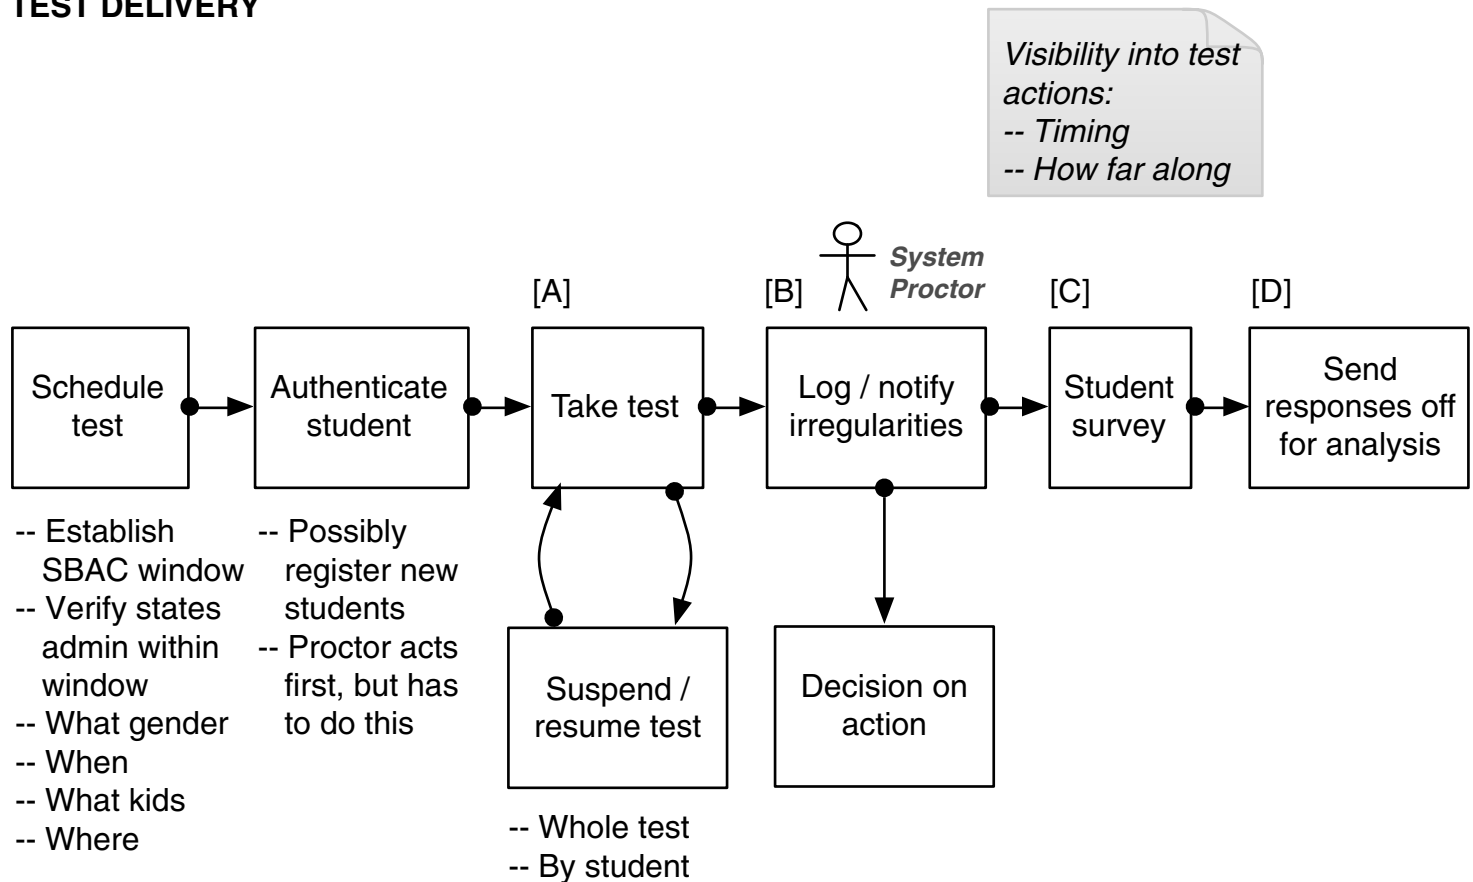 TEST DELIVERY
Visibility into test
actions:
-- Timing
-- How far along
System
Proctor
[A]
[B]
[C]
[D]
Schedule
test
Authenticate
student
Take test
Log / notify
irregularities
Student
survey
Send
responses off
for analysis
-- Establish
SBAC window
-- Verify states
admin within
window
-- What gender
-- When
-- What kids
-- Where
-- Possibly
register new
students
-- Proctor acts
first, but has
to do this
Suspend /
resume test
-- Whole test
-- By student
Decision on
action